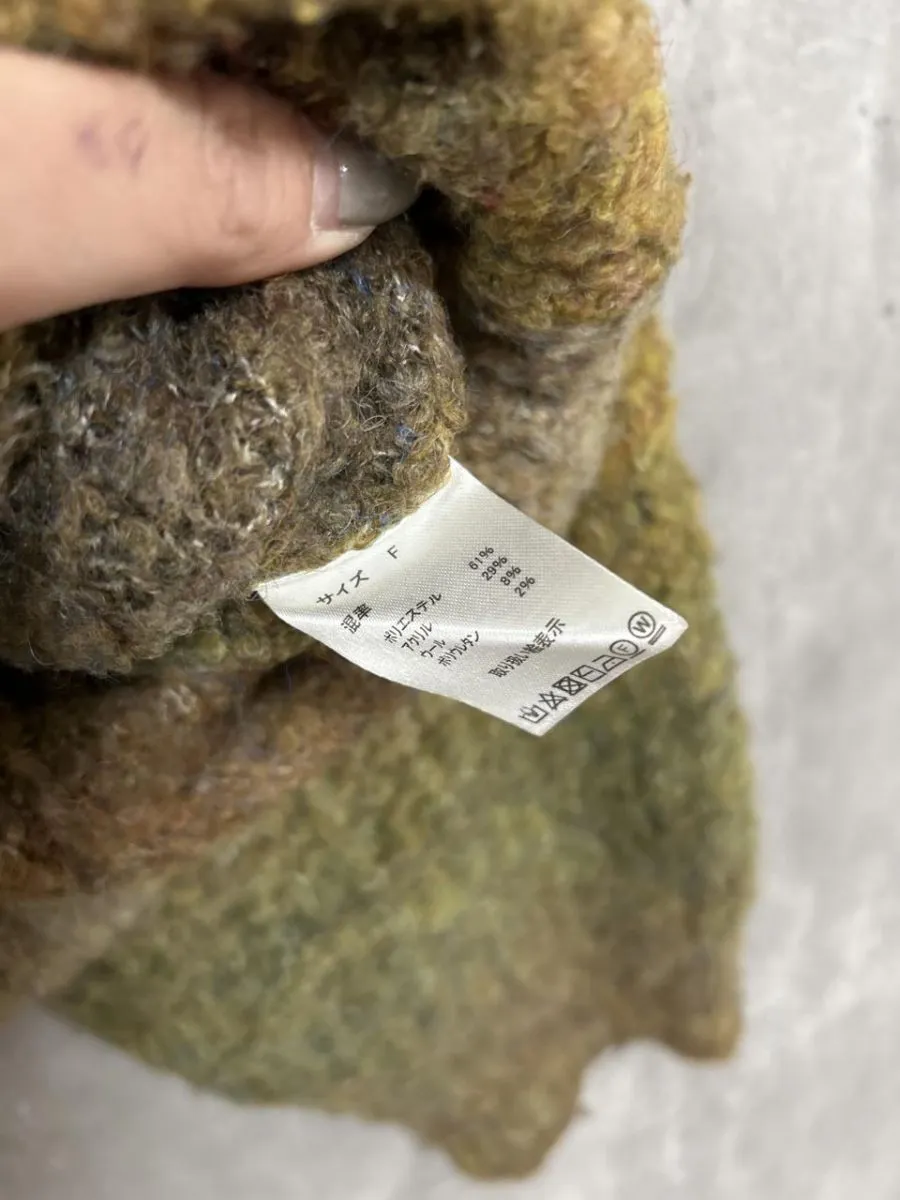 サイズ F
混率
ポリエステル 61%
アクリル 29%
ウール 8%
ポリウレタン 2%
取り扱い絵表示
F W